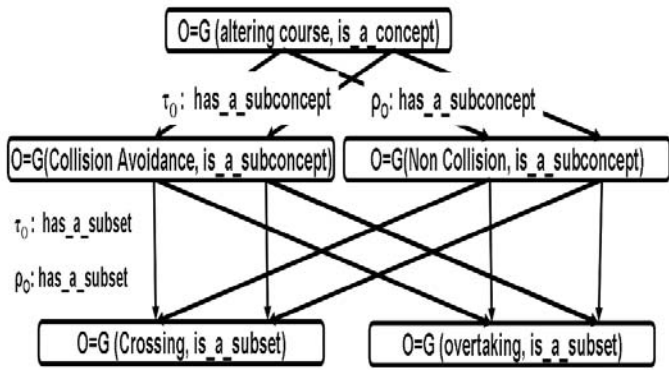 O=G (altering course, is_a_concept)
τ0: has_a_subconcept ρ0: has_a_subconcept
O=G(Collision Avoidance, is_a_subconcept) O=G(Non Collision, is_a_subconcept)
τ0: has_a_subset
ρ0: has_a_subset
O=G (Crossing, is_a_subset) O=G (overtaking, is_a_subset)